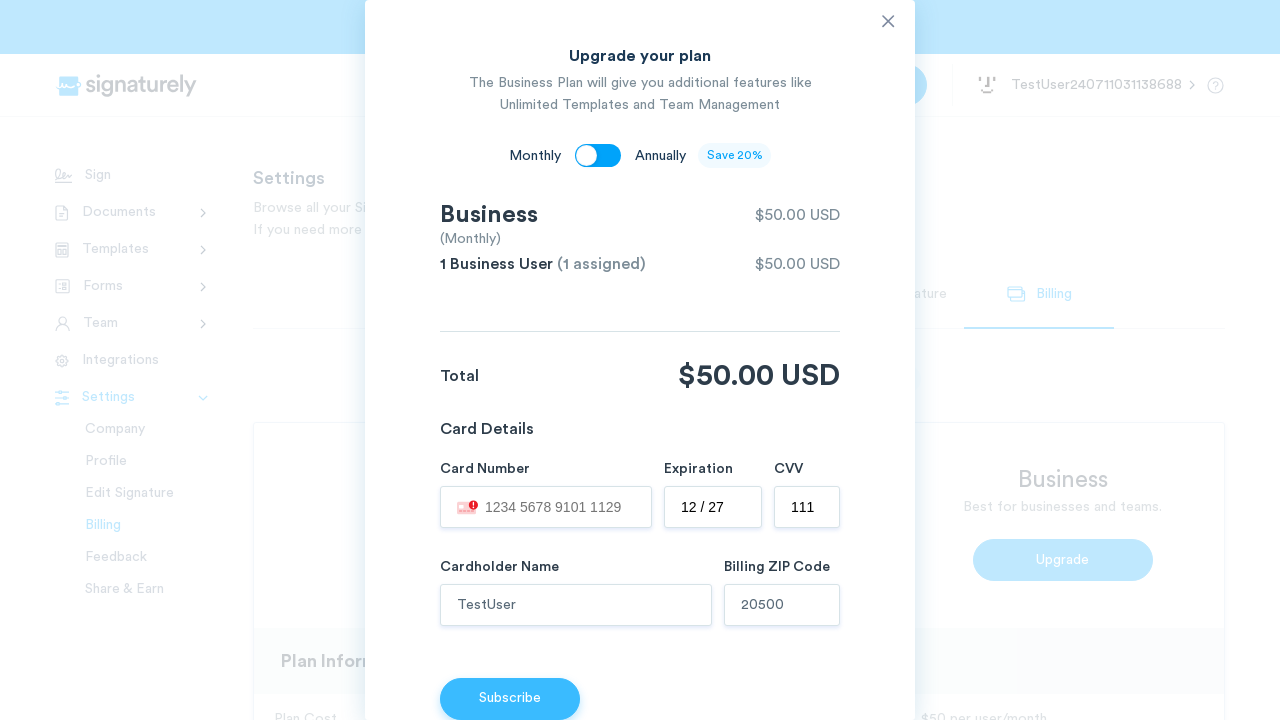 Upgrade your plan
The Business Plan will give you additional features like
Unlimited Templates and Team Management
Monthly
Annually
Save 20%
Business
$50.00 USD
(Monthly)
1 Business User (1 assigned)
$50.00 USD
Total
$50.00 USD
Card Details
Card Number
Expiration
CVV
1234 5678 9101 1129
12 / 27
111
Cardholder Name
Billing ZIP Code
TestUser
20500
Subscribe
signaturely
TestUser240711031138688
Sign
Documents
Templates
Forms
Team
Integrations
Settings
Company
Profile
Edit Signature
Billing
Feedback
Share & Earn
Settings
Browse all your
If you need more
Billing
Business
Best for businesses and teams.
Upgrade
Plan
Plan Cost
$50 per user/month